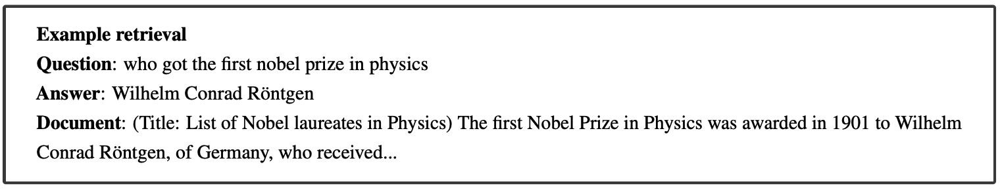 Example retrieval
Question: who got the first nobel prize in physics
Answer: Wilhelm Conrad Röntgen
Document: (Title: List of Nobel laureates in Physics) The first Nobel Prize in Physics was awarded in 1901 to Wilhelm
Conrad Röntgen, of Germany, who received...